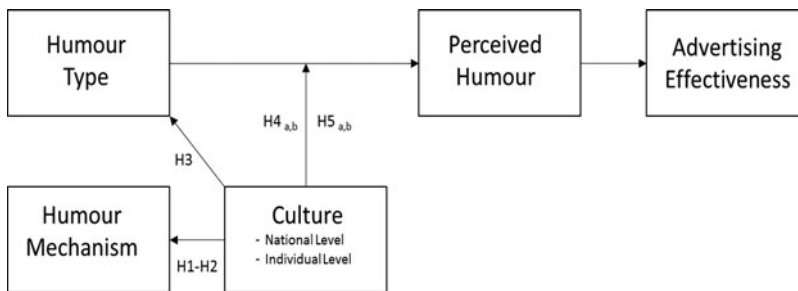 Humour
Type
Perceived
Humour
Advertising
Effectiveness
H4 a,b
H5 a,b
H3
Humour
Mechanism
H1-H2
Culture
- National Level
- Individual Level